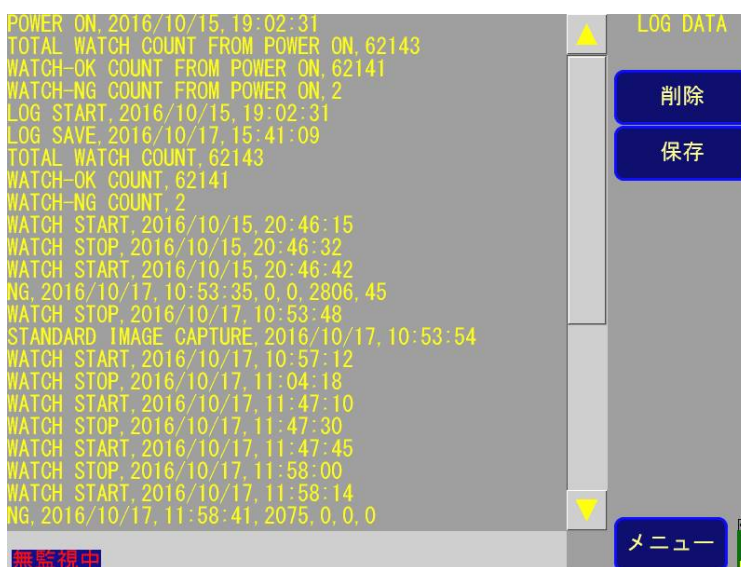 POWER ON,2016/10/15,19:02:31
TOTAL WATCH COUNT FROM POWER ON,62143
WATCH-OK COUNT FROM POWER ON,62141
WATCH-NG COUNT FROM POWER ON,2
LOG START,2016/10/15,19:02:31
LOG SAVE,2016/10/17,15:41:09
TOTAL WATCH COUNT,62143
WATCH-OK COUNT,62141
WATCH-NG COUNT,2
WATCH START,2016/10/15,20:46:15
WATCH STOP,2016/10/15,20:46:32
WATCH START,2016/10/15,20:46:42
NG,2016/10/17,10:53:35,0,0,2806,45
WATCH STOP,2016/10/17,10:53:48
STANDARD IMAGE CAPTURE,2016/10/17,10:53:54
WATCH START,2016/10/17,10:57:12
WATCH STOP,2016/10/17,11:04:18
WATCH START,2016/10/17,11:47:10
WATCH STOP,2016/10/17,11:47:30
WATCH START,2016/10/17,11:47:45
WATCH STOP,2016/10/17,11:58:00
WATCH START,2016/10/17,11:58:14
NG,2016/10/17,11:58:41,2075,0,0,0
無監視中
LOG DATA
削除
保存
メニュー